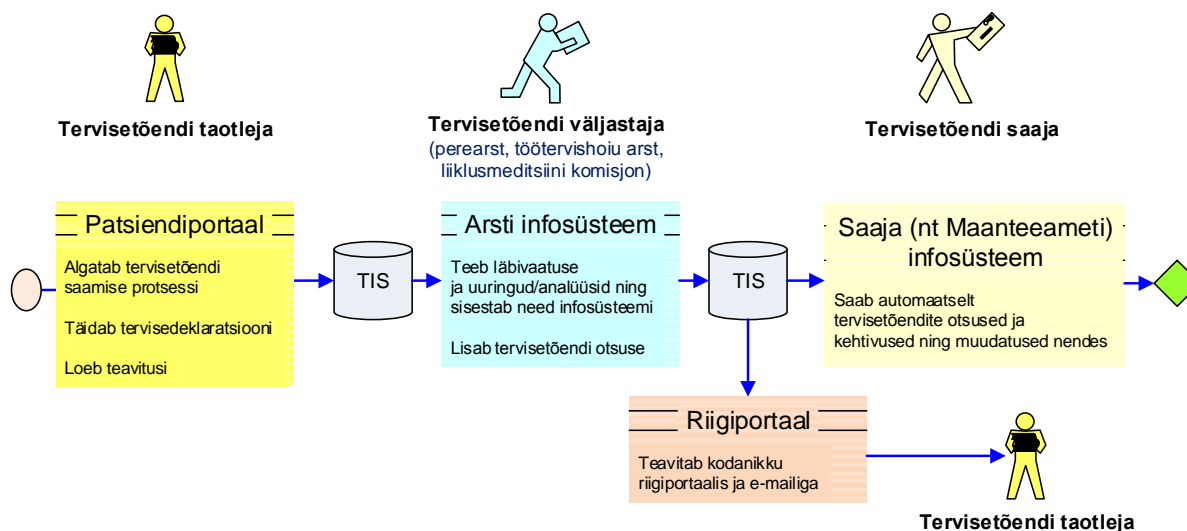 Tervisetõendi taotleja
Tervisetõendi väljastaja
(perearst, töötervishoiu arst,
liiklusmeditsiini komisjon)
Tervisetõendi saaja
Patsiendiportaal
Algatab tervisetõendi
saamise protsessi
Täidab tervisedeklaratsiooni
Loeb teavitusi
TIS
Arsti infosüsteem
Teeb läbivaatuse
ja uuringud/analüüsid ning
sisestab need infosüsteemi
Lisab tervisetõendi otsuse
TIS
Saaja (nt Maanteeameti)
infosüsteem
Saab automaatselt
tervisetõendite otsused ja
kehtivused ning muudatused nendes
Riigiportaal
Teavitab kodanikku
riigiportaalis ja e-mailiga
Tervisetõendi taotleja